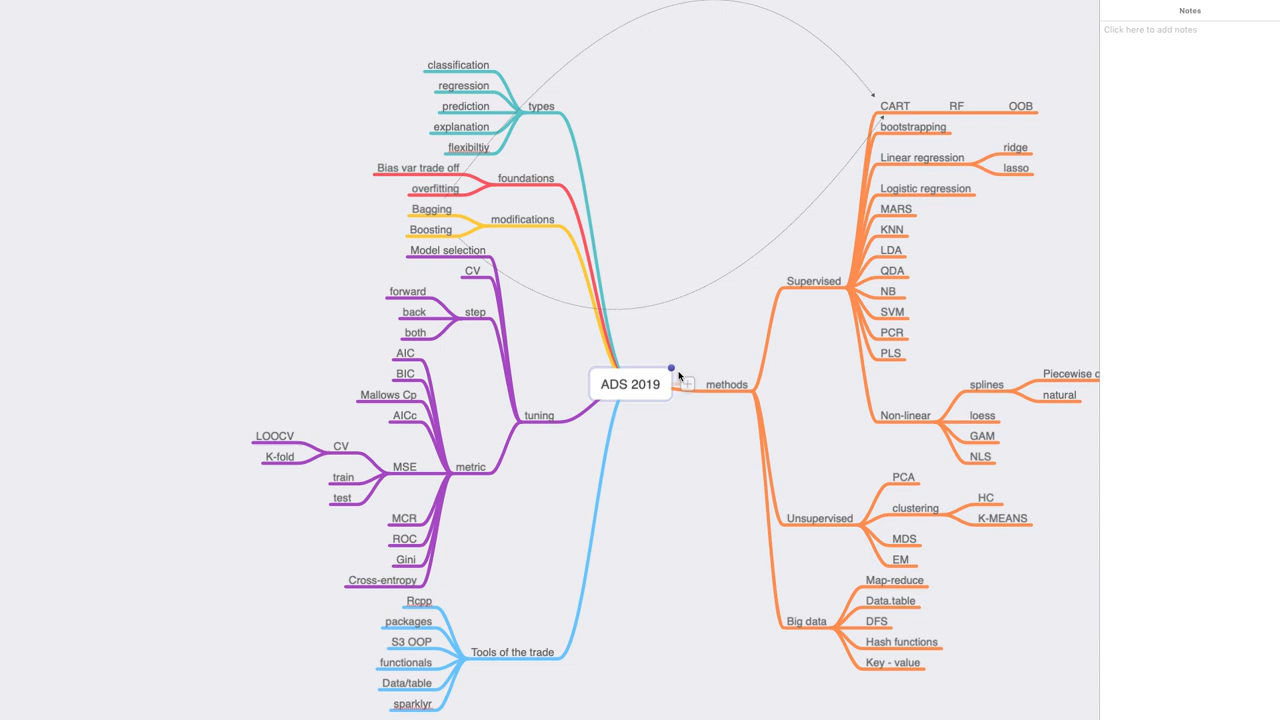 Notes
Click here to add notes
ADS 2019
types
classification
regression
prediction
explanation
flexibiltiy
foundations
Bias var trade off
overfitting
modifications
Bagging
Boosting
tuning
Model selection
CV
step
forward
back
both
metric
AIC
BIC
Mallows Cp
AICc
MSE
CV
LOOCV
K-fold
train
test
MCR
ROC
Gini
Cross-entropy
Tools of the trade
Rcpp
packages
S3 OOP
functionals
Data/table
sparklyr
methods
Supervised
CART RF OOB
bootstrapping
Linear regression
ridge
lasso
Logistic regression
MARS
KNN
LDA
QDA
NB
SVM
PCR
PLS
Non-linear
splines
Piecewise
natural
loess
GAM
NLS
Unsupervised
PCA
clustering
HC
K-MEANS
MDS
EM
Big data
Map-reduce
Data.table
DFS
Hash functions
Key - value